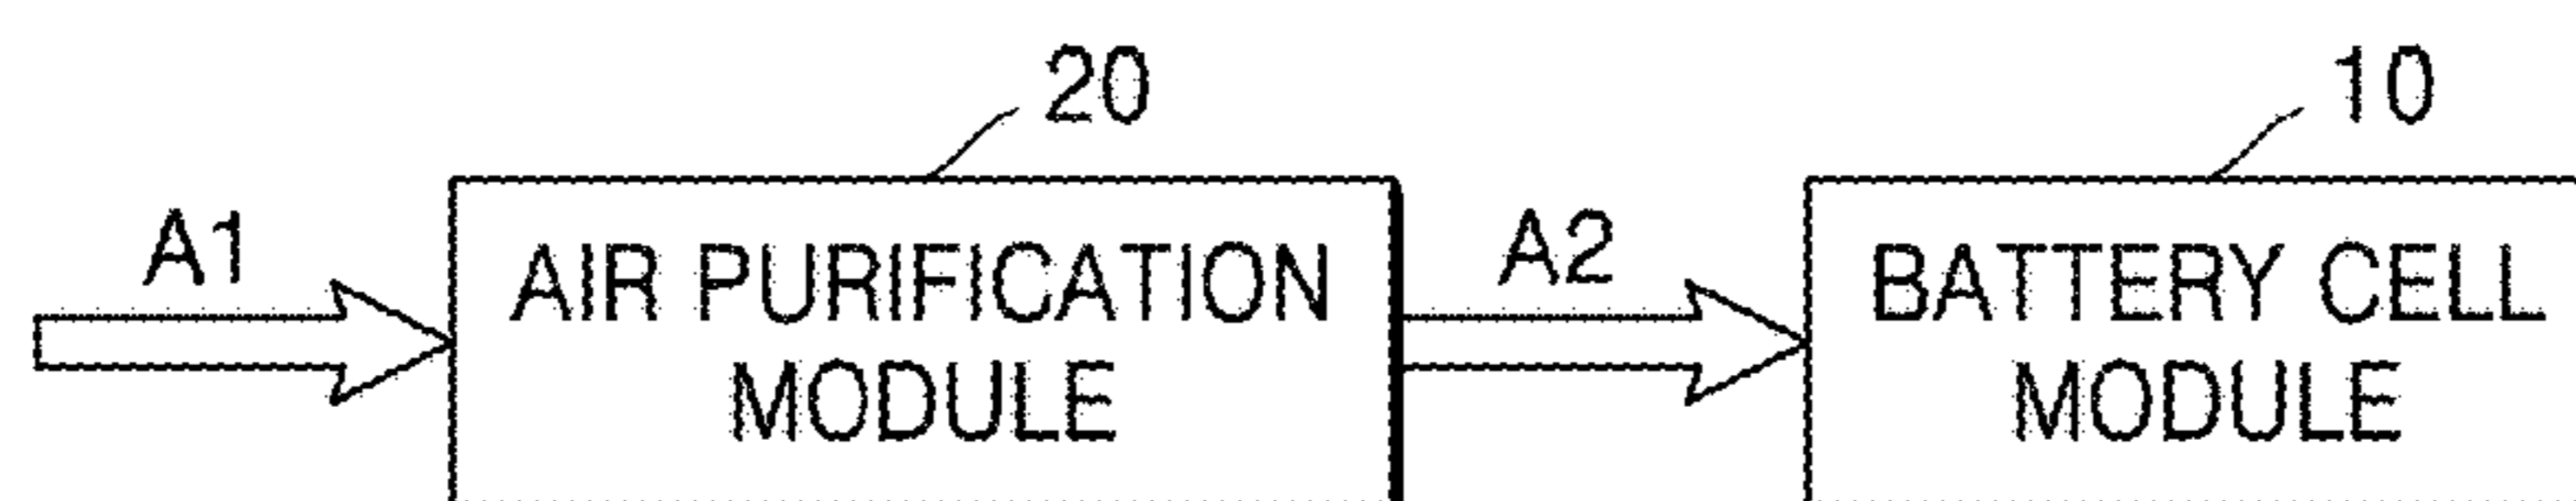 20
10
A1
A2
AIR PURIFICATION
MODULE
BATTERY CELL
MODULE